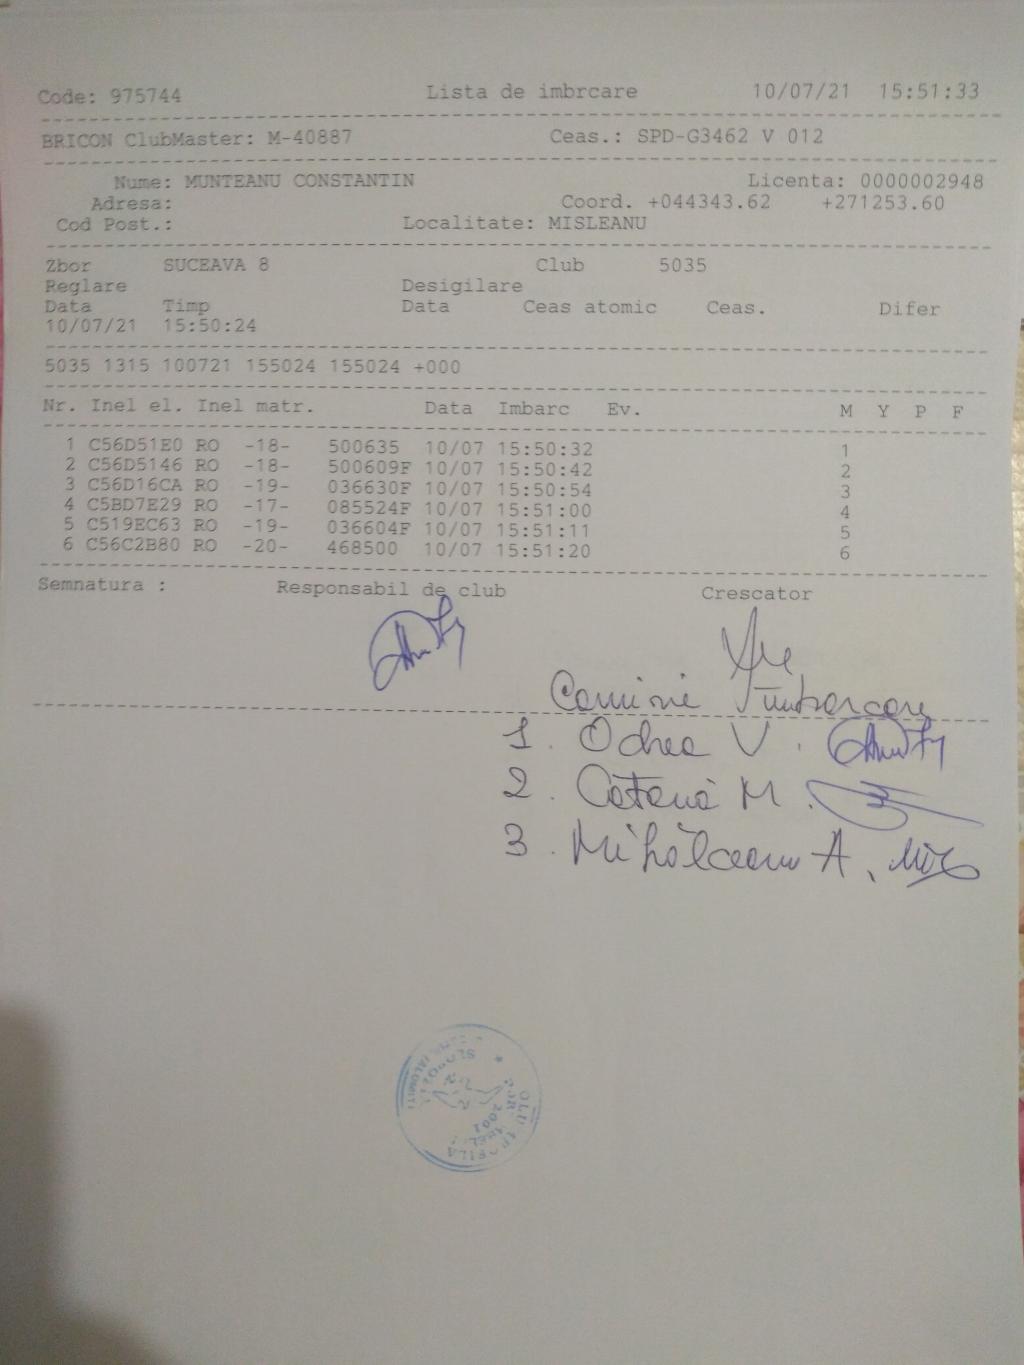 Code: 975744 Lista de imbrcare 10/07/21 15:51:33
BRICON ClubMaster: M-40887 Ceas.: SPD-G3462 V 012
Nume: MUNTEANU CONSTANTIN Licenta: 0000002948
Adresa: Coord. +044343.62 +271253.60
Cod Post.: Localitate: MISLEANU
Zbor SUCEAVA 8 Club 5035
Reglare Desigilare
Data Timp Data Ceas atomic Ceas. Difer
10/07/21 15:50:24
5035 1315 100721 155024 155024 +000
Nr. Inel el. Inel matr. Data Imbarc Ev. M Y P F
1 C56D51E0 RO -18- 500635 10/07 15:50:32 1
2 C56D5146 RO -18- 500609F 10/07 15:50:42 2
3 C56D16CA RO -19- 036630F 10/07 15:50:54 3
4 C5BD7E29 RO -17- 085524F 10/07 15:51:00 4
5 C519EC63 RO -19- 036604F 10/07 15:51:11 5
6 C56C2B80 RO -20- 468500 10/07 15:51:20 6
Semnatura : Responsabil de club Crescator
Comisie Îmbarcare
1. Odrea V.
2. Cătană M.
3. Mihălceanu A.
2001